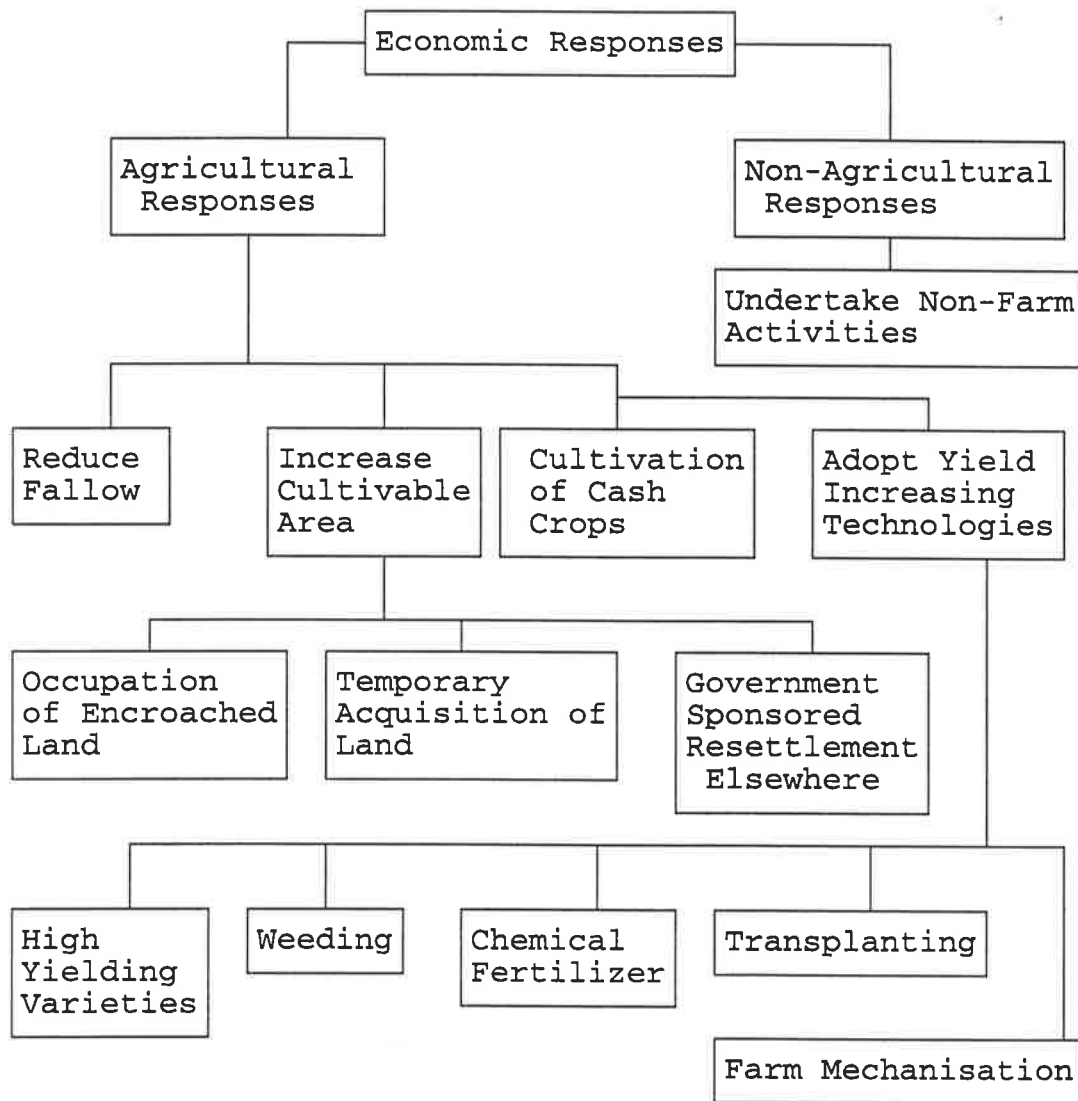 Economic Responses
Agricultural
Responses
Non-Agricultural
Responses
Undertake Non-Farm
Activities
Reduce
Fallow
Increase
Cultivable
Area
Cultivation
of Cash
Crops
Adopt Yield
Increasing
Technologies
Occupation
of Encroached
Land
Temporary
Acquisition of
Land
Government
Sponsored
Resettlement
Elsewhere
High
Yielding
Varieties
Weeding
Chemical
Fertilizer
Transplanting
Farm Mechanisation